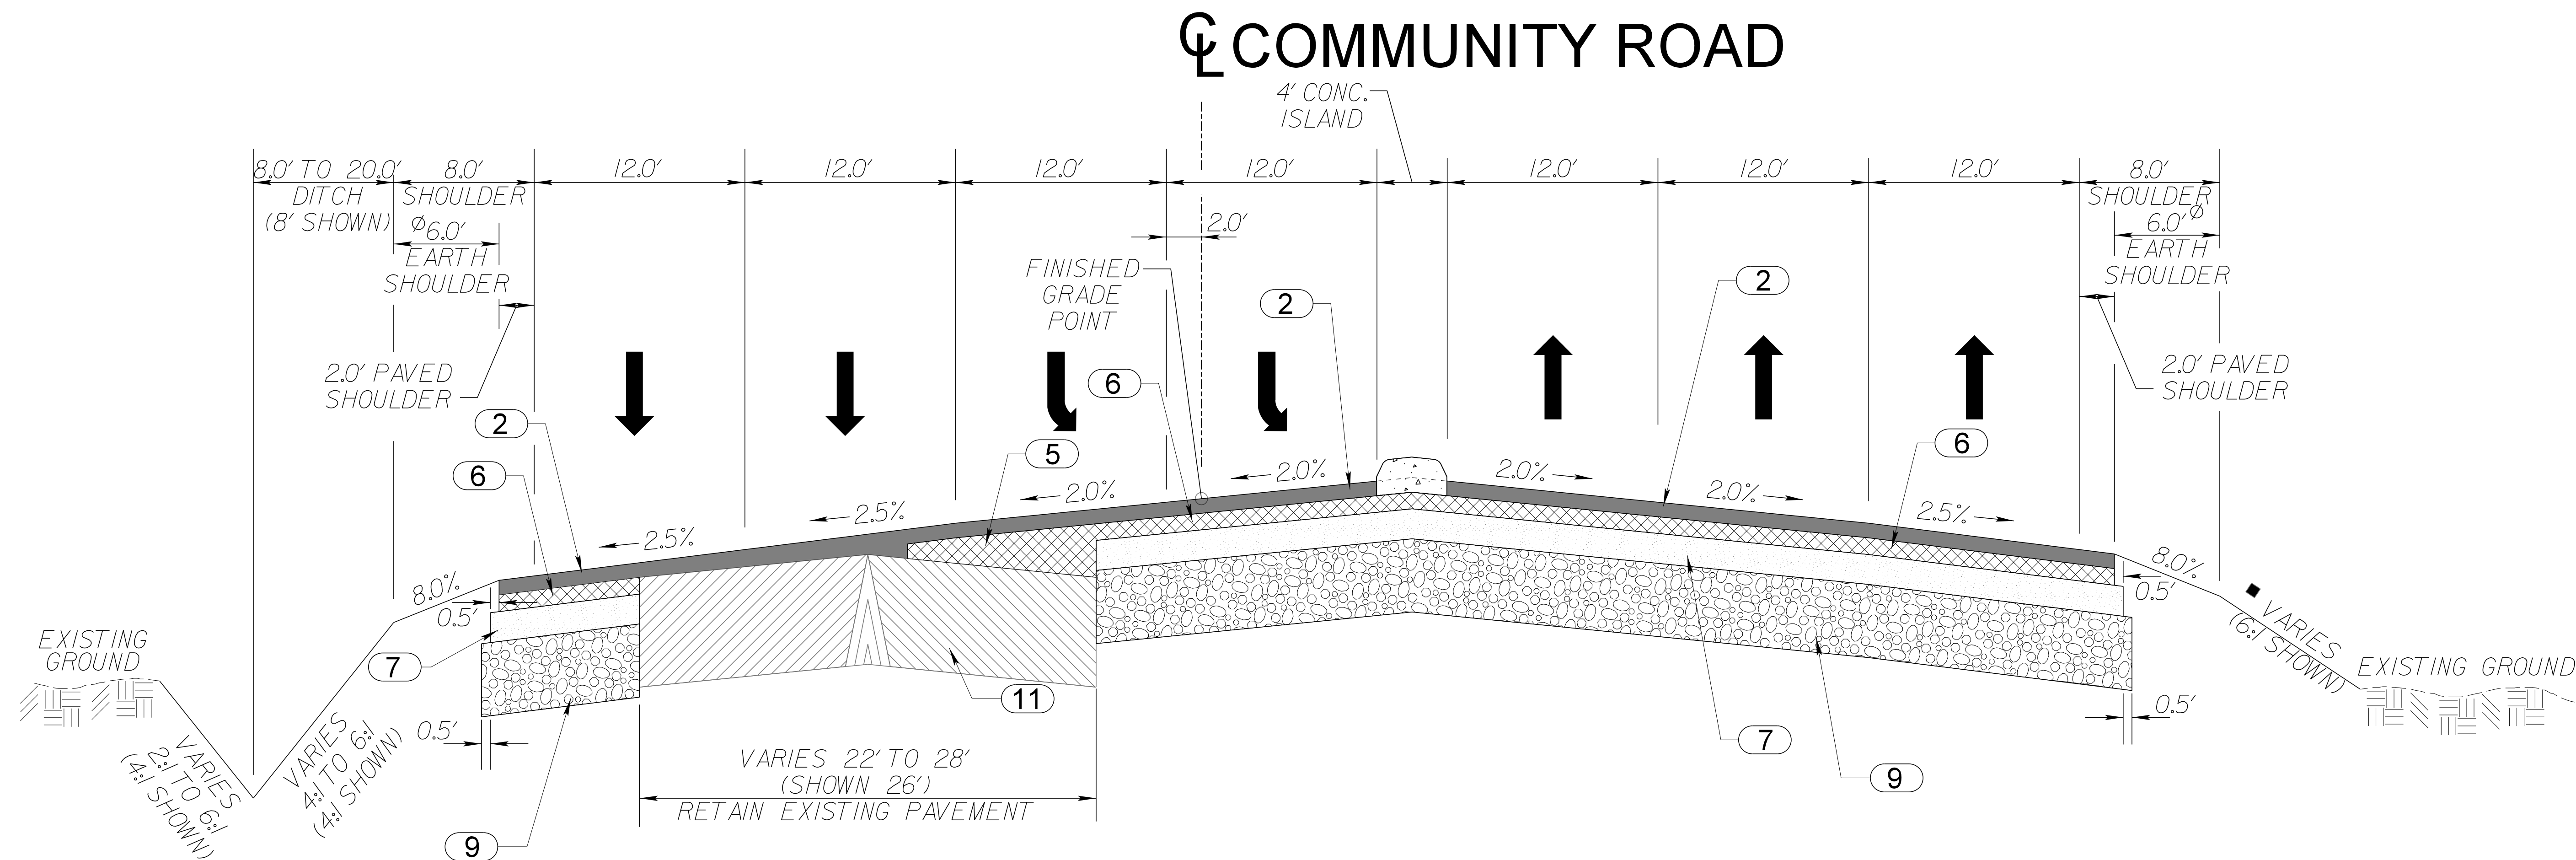 ℄ COMMUNITY ROAD
4' CONC.
ISLAND
8.0' TO 20.0'
DITCH
(8' SHOWN)
8.0'
SHOULDER
12.0'
12.0'
12.0'
12.0'
12.0'
12.0'
12.0'
8.0'
SHOULDER
Ø6.0'
EARTH
SHOULDER
2.0'
6.0'Ø
EARTH
SHOULDER
FINISHED
GRADE
POINT
2
2
2.0' PAVED
SHOULDER
2.0' PAVED
SHOULDER
6
2
5
6
6
2.5%
2.5%
2.0%
2.0%
2.0%
2.0%
2.5%
8.0%
8.0%
0.5'
0.5'
EXISTING
GROUND
7
11
■ VARIES
(6:1 SHOWN)
EXISTING GROUND
0.5'
0.5'
VARIES
2:1 TO 6:1
(4:1 SHOWN)
VARIES
4:1 TO 6:1
(4:1 SHOWN)
VARIES 22' TO 28'
(SHOWN 26')
RETAIN EXISTING PAVEMENT
7
9
9